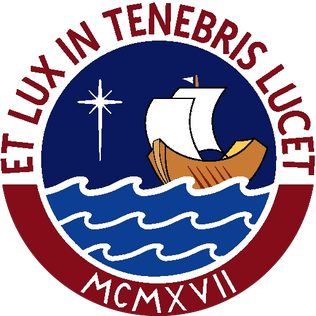 ET LUX IN TENEBRIS LUCET
MCMXVII